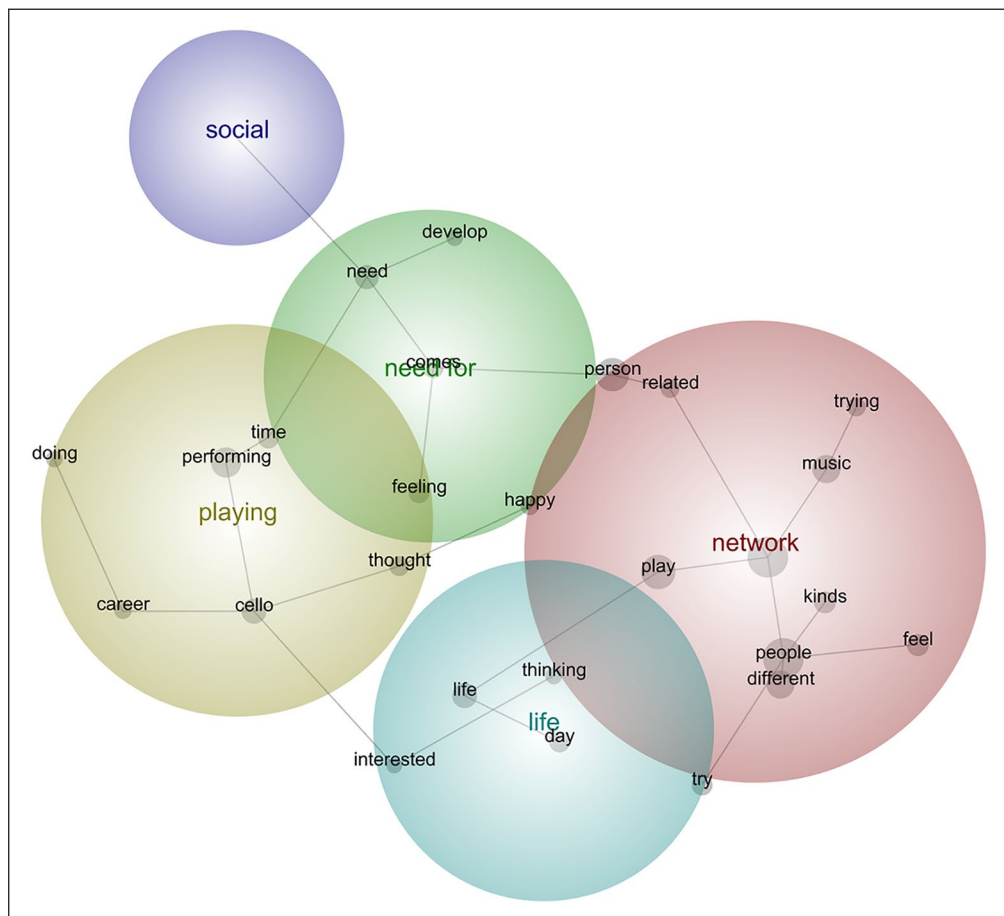 social
develop
need
comes
need for
person
related
trying
time
doing
performing
music
feeling
happy
playing
network
thought
play
career
cello
kinds
feel
people
thinking
different
life
life
day
interested
try